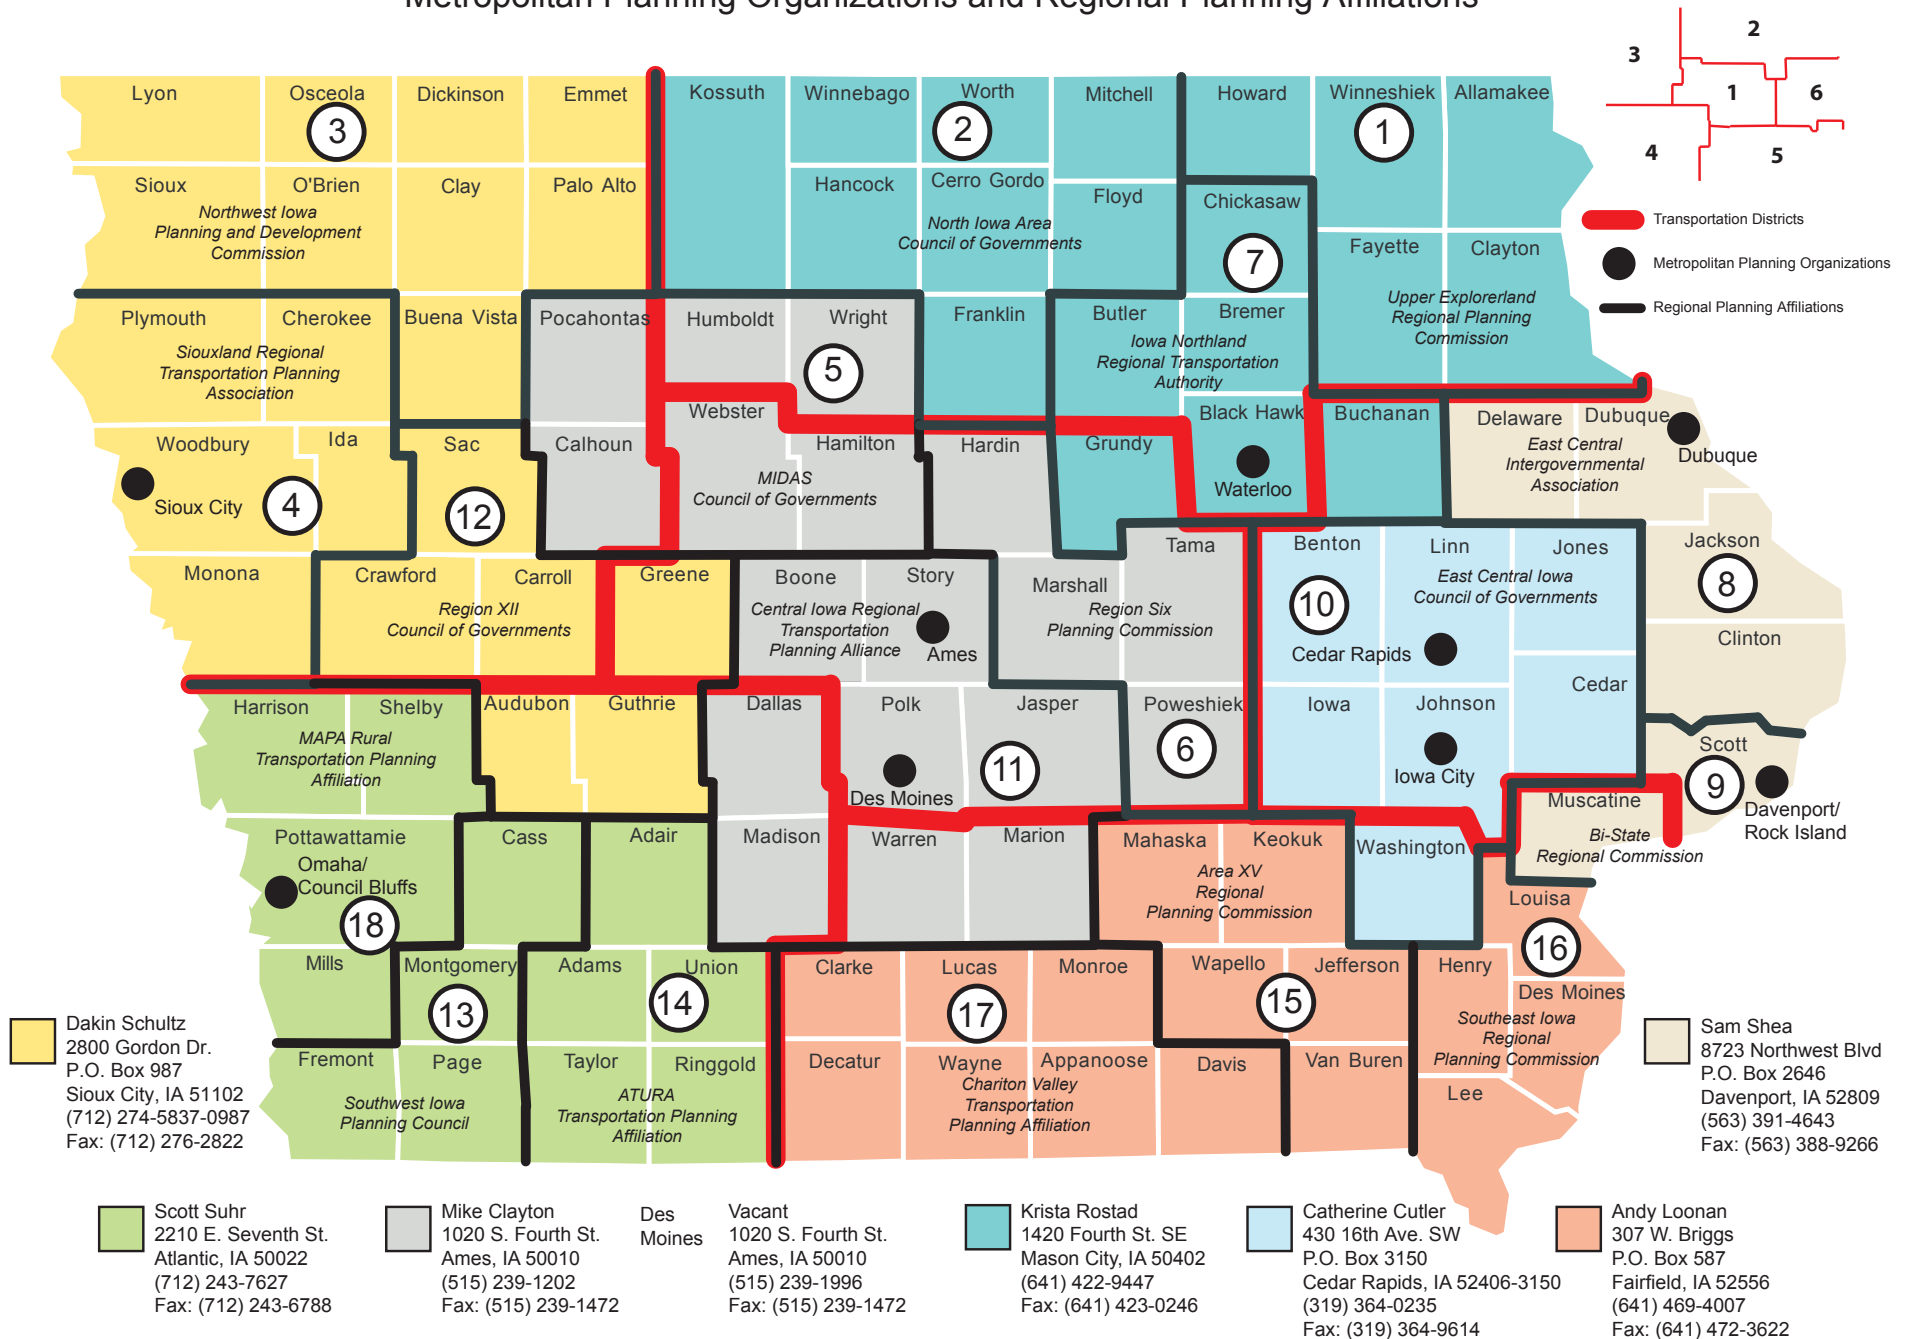 Metropolitan Planning Organizations and Regional Planning Affiliations
2
3
1
6
4
5
Transportation Districts
Metropolitan Planning Organizations
Regional Planning Affiliations
Lyon
Osceola
Dickinson
Emmet
Kossuth
Winnebago
Worth
Mitchell
Howard
Winneshiek
Allamakee
3
2
1
Sioux
O'Brien
Clay
Palo Alto
Hancock
Cerro Gordo
Floyd
Chickasaw
Northwest Iowa
Planning and Development
Commission
North Iowa Area
Council of Governments
7
Fayette
Clayton
Upper Explorerland
Regional Planning
Commission
Plymouth
Cherokee
Buena Vista
Pocahontas
Humboldt
Wright
Franklin
Butler
Bremer
Siouxland Regional
Transportation Planning
Association
5
Iowa Northland
Regional Transportation
Authority
Woodbury
Ida
Sac
Calhoun
Webster
Hamilton
Hardin
Grundy
Black Hawk
Buchanan
Delaware
Dubuque
East Central
Intergovernmental
Association
Dubuque
Sioux City
4
12
MIDAS
Council of Governments
Waterloo
Monona
Crawford
Carroll
Greene
Boone
Story
Marshall
Tama
Benton
Linn
Jones
Jackson
Region XII
Council of Governments
Central Iowa Regional
Transportation
Planning Alliance
Ames
Region Six
Planning Commission
10
East Central Iowa
Council of Governments
Cedar Rapids
8
Clinton
Harrison
Shelby
Audubon
Guthrie
Dallas
Polk
Jasper
Poweshiek
Iowa
Johnson
Cedar
Scott
MAPA Rural
Transportation Planning
Affiliation
Des Moines
11
6
Iowa City
9
Davenport/
Rock Island
Pottawattamie
Cass
Adair
Madison
Warren
Marion
Mahaska
Keokuk
Washington
Muscatine
Bi-State
Regional Commission
Omaha/
Council Bluffs
18
Area XV
Regional
Planning Commission
Louisa
16
Mills
Montgomery
Adams
Union
Clarke
Lucas
Monroe
Wapello
Jefferson
Henry
Des Moines
13
14
17
15
Southeast Iowa
Regional
Planning Commission
Fremont
Page
Taylor
Ringgold
Decatur
Wayne
Appanoose
Davis
Van Buren
Lee
Southwest Iowa
Planning Council
ATURA
Transportation Planning
Affiliation
Chariton Valley
Transportation
Planning Affiliation
Dakin Schultz
2800 Gordon Dr.
P.O. Box 987
Sioux City, IA 51102
(712) 274-5837-0987
Fax: (712) 276-2822
Sam Shea
8723 Northwest Blvd
P.O. Box 2646
Davenport, IA 52809
(563) 391-4643
Fax: (563) 388-9266
Scott Suhr
2210 E. Seventh St.
Atlantic, IA 50022
(712) 243-7627
Fax: (712) 243-6788
Mike Clayton
1020 S. Fourth St.
Ames, IA 50010
(515) 239-1202
Fax: (515) 239-1472
Des
Moines
Vacant
1020 S. Fourth St.
Ames, IA 50010
(515) 239-1996
Fax: (515) 239-1472
Krista Rostad
1420 Fourth St. SE
Mason City, IA 50402
(641) 422-9447
Fax: (641) 423-0246
Catherine Cutler
430 16th Ave. SW
P.O. Box 3150
Cedar Rapids, IA 52406-3150
(319) 364-0235
Fax: (319) 364-9614
Andy Loonan
307 W. Briggs
P.O. Box 587
Fairfield, IA 52556
(641) 469-4007
Fax: (641) 472-3622